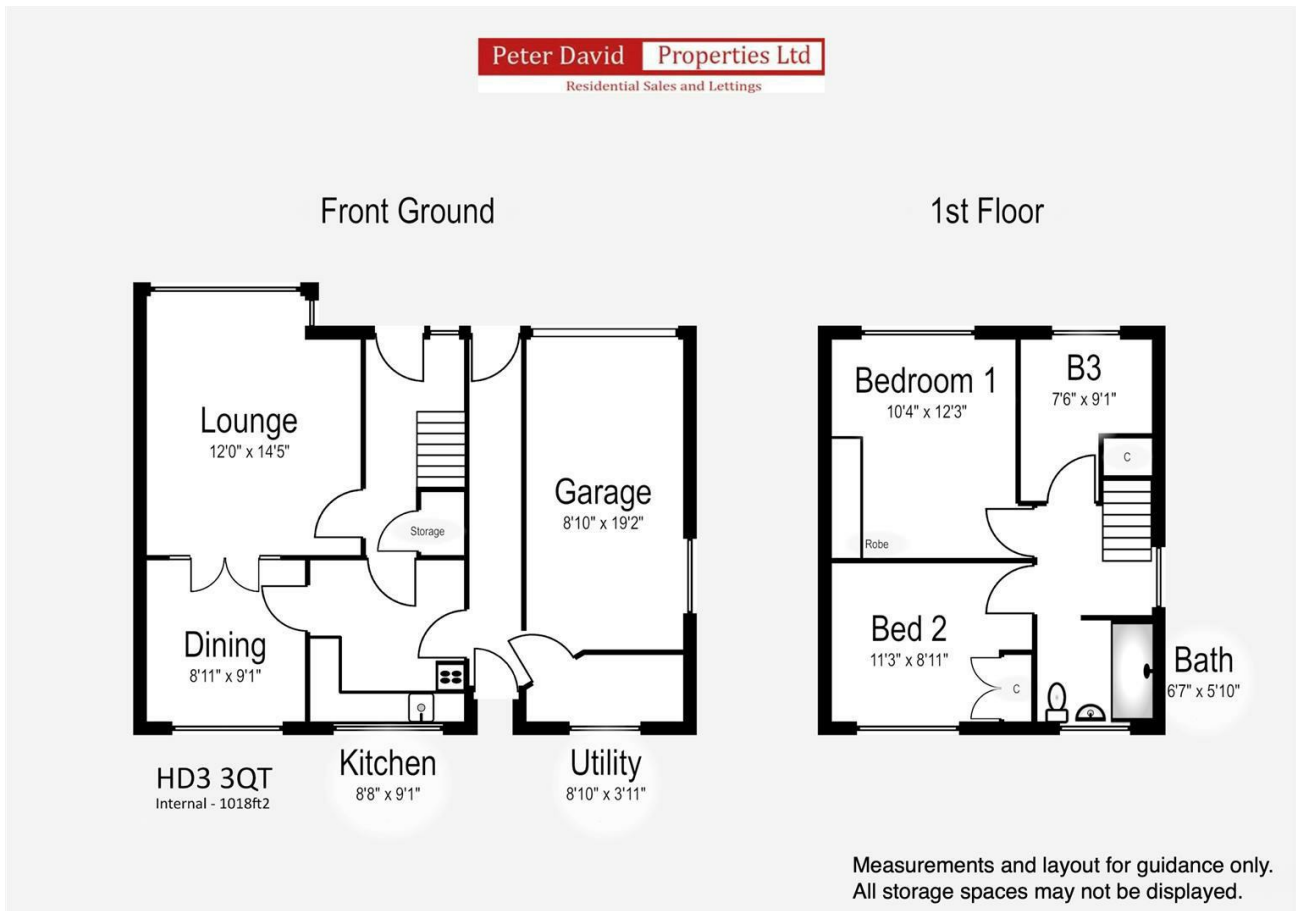 Peter David Properties Ltd
Residential Sales and Lettings
Front Ground
1st Floor
Lounge
12'0" x 14'5"
Storage
Garage
8'10" x 19'2"
Dining
8'11" x 9'1"
Kitchen
8'8" x 9'1"
Utility
8'10" x 3'11"
HD3 3QT
Internal - 1018ft2
Bedroom 1
10'4" x 12'3"
Robe
B3
7'6" x 9'1"
C
Bed 2
11'3" x 8'11"
C
Bath
6'7" x 5'10"
Measurements and layout for guidance only.
All storage spaces may not be displayed.